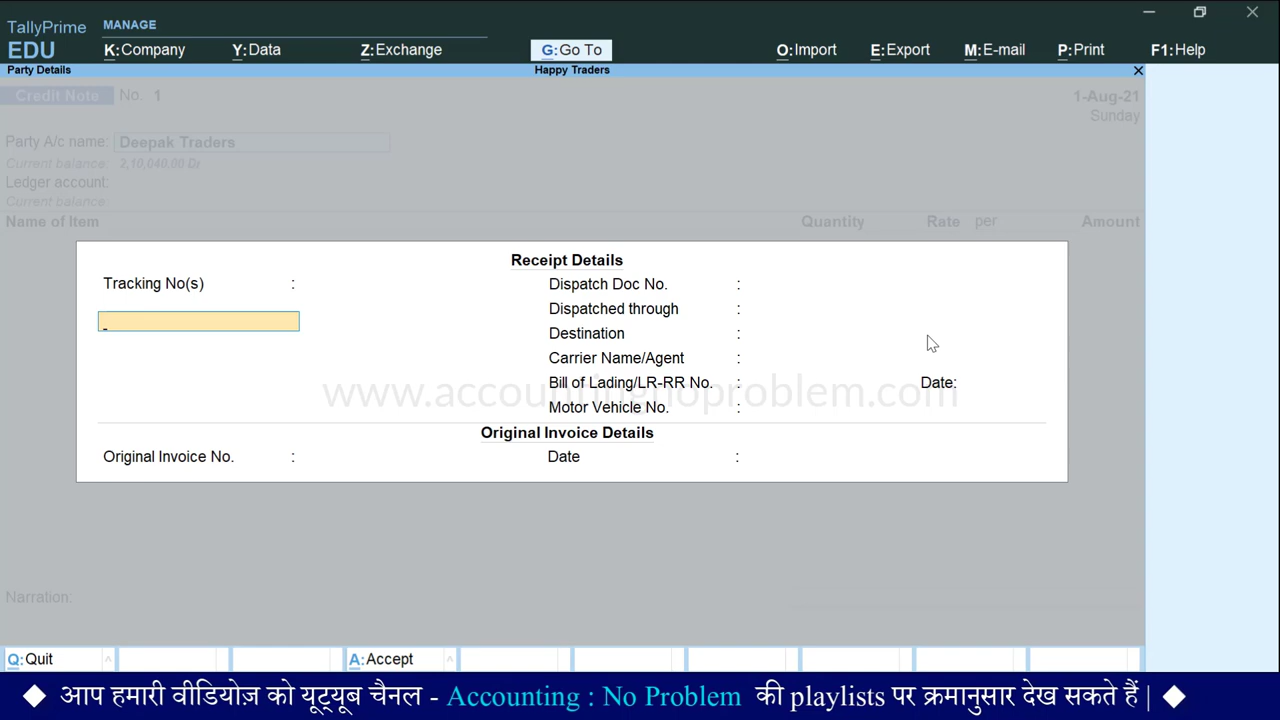 TallyPrime MANAGE
EDU K:Company Y:Data Z:Exchange G:Go To O:Import E:Export M:E-mail P:Print F1:Help
Party Details Happy Traders
Credit Note No. 1 1-Aug-21
Sunday
Party A/c name: Deepak Traders
Current balance: 2,10,040.00 Dr
Ledger account:
Current balance:
Name of Item Quantity Rate per Amount
Receipt Details
Tracking No(s) : Dispatch Doc No. :
Dispatched through :
Destination :
Carrier Name/Agent :
Bill of Lading/LR-RR No. : Date:
www.accountingnoproblem.com
Motor Vehicle No. :
Original Invoice Details
Original Invoice No. : Date :
Narration:
Q:Quit A:Accept
आप हमारी वीडियोज़ को यूट्यूब चैनल - Accounting : No Problem की playlists पर क्रमानुसार देख सकते हैं |